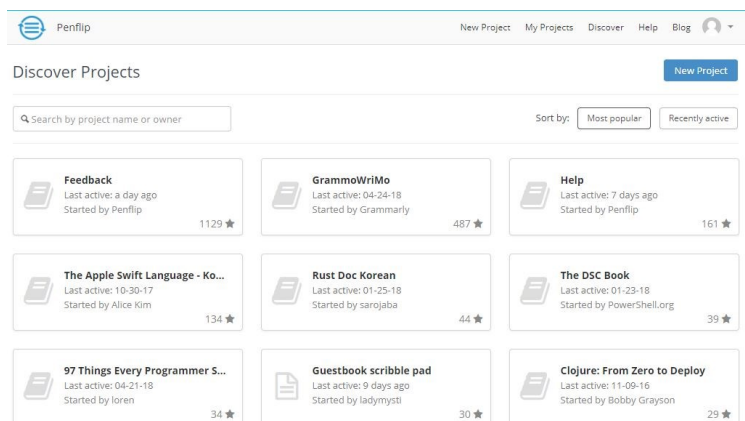 Penflip
New Project My Projects Discover Help Blog
Discover Projects
New Project
Search by project name or owner
Sort by: Most popular Recently active
Feedback
Last active: a day ago
Started by Penflip
1129
GrammoWriMo
Last active: 04-24-18
Started by Grammarly
487
Help
Last active: 7 days ago
Started by Penflip
161
The Apple Swift Language - Ko...
Last active: 10-30-17
Started by Alice Kim
134
Rust Doc Korean
Last active: 01-25-18
Started by sarojaba
44
The DSC Book
Last active: 01-23-18
Started by PowerShell.org
39
97 Things Every Programmer S...
Last active: 04-21-18
Started by loren
34
Guestbook scribble pad
Last active: 9 days ago
Started by ladymysti
30
Clojure: From Zero to Deploy
Last active: 11-09-16
Started by Bobby Grayson
29